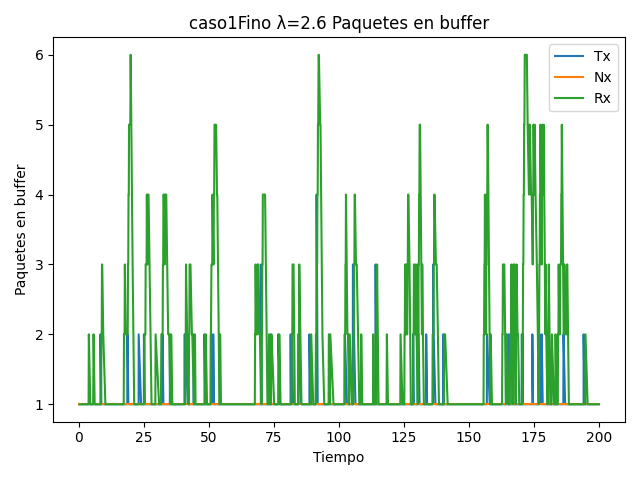 caso1Fino λ=2.6 Paquetes en buffer
Tx
Nx
Rx
Paquetes en buffer
6
5
4
3
2
1
0
25
50
75
100
125
150
175
200
Tiempo